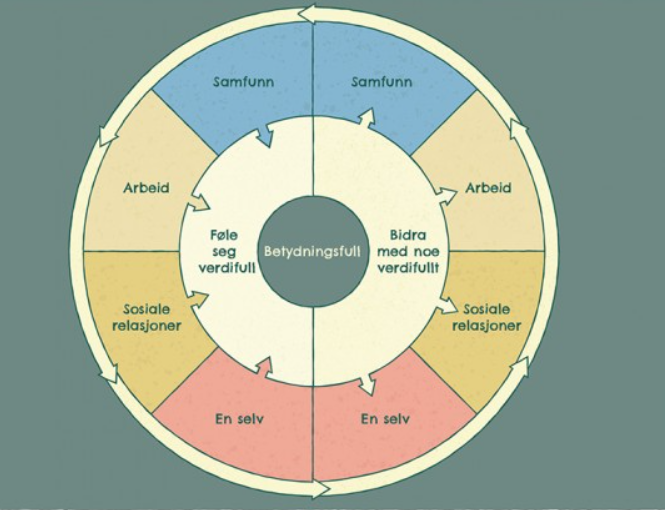 Samfunn
Samfunn
Arbeid
Arbeid
Føle
seg
verdifull
Betydningsfull
Bidra
med noe
verdifullt
Sosiale
relasjoner
Sosiale
relasjoner
En selv
En selv